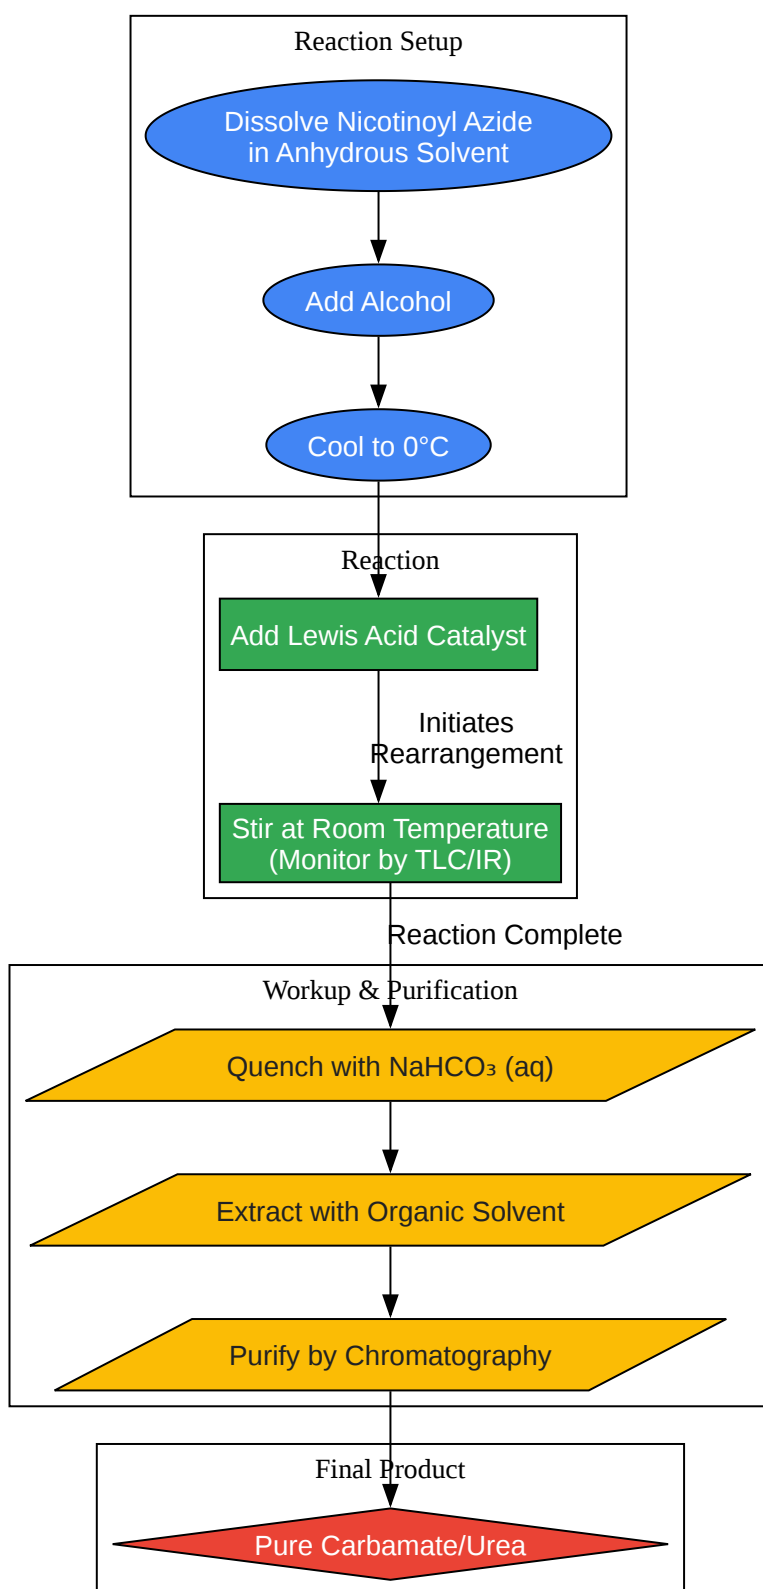 Reaction Setup
Dissolve Nicotinoyl Azide
in Anhydrous Solvent
Add Alcohol
Cool to 0°C
Reaction
Add Lewis Acid Catalyst
Initiates
Rearrangement
Stir at Room Temperature
(Monitor by TLC/IR)
Reaction Complete
Workup & Purification
Quench with NaHCO₃ (aq)
Extract with Organic Solvent
Purify by Chromatography
Final Product
Pure Carbamate/Urea